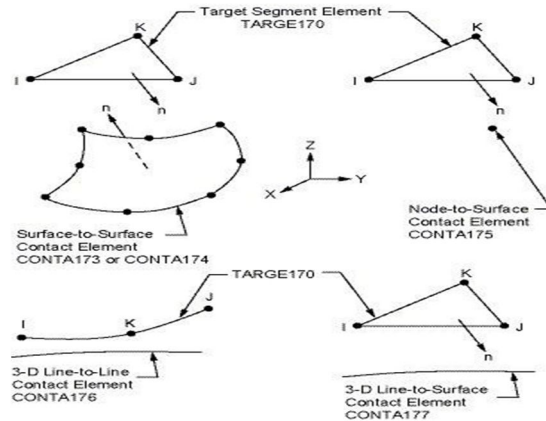 K
Target Segment Element
TARGE170
K
I
J
I
J
n
n
n
Z
X
Y
Surface-to-Surface
Contact Element
CONTA173 or CONTA174
Node-to-Surface
Contact Element
CONTA175
TARGE170
J
K
I
K
I
J
n
3-D Line-to-Line
Contact Element
CONTA176
3-D Line-to-Surface
Contact Element
CONTA177